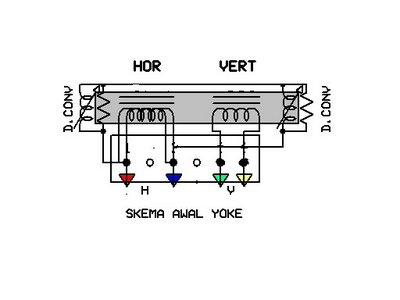 HOR VERT
D.CONV D.CONV
H V
SKEMA AWAL YOKE